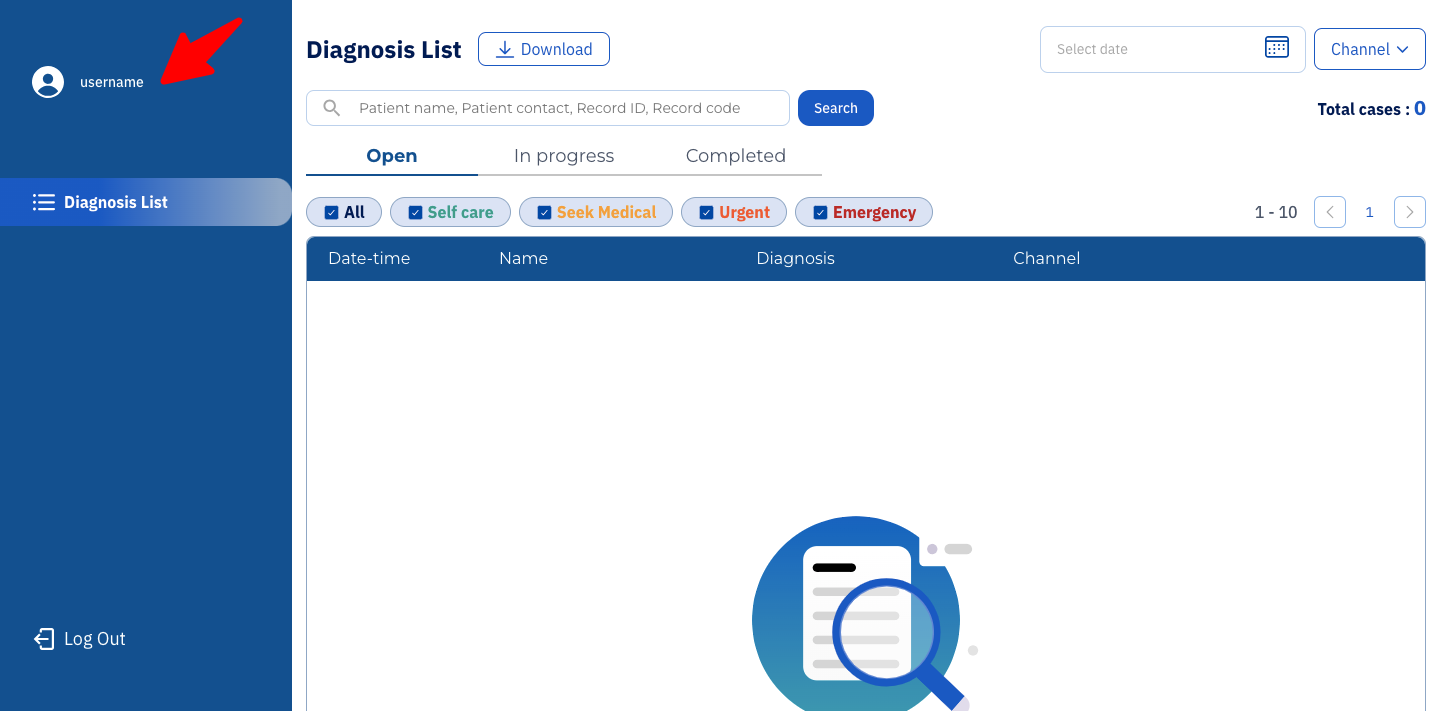 username
Diagnosis List
Log Out
Diagnosis List
Download
Select date
Channel
Patient name, Patient contact, Record ID, Record code
Search
Total cases : 0
Open
In progress
Completed
All
Self care
Seek Medical
Urgent
Emergency
1 - 10
1
Date-time
Name
Diagnosis
Channel